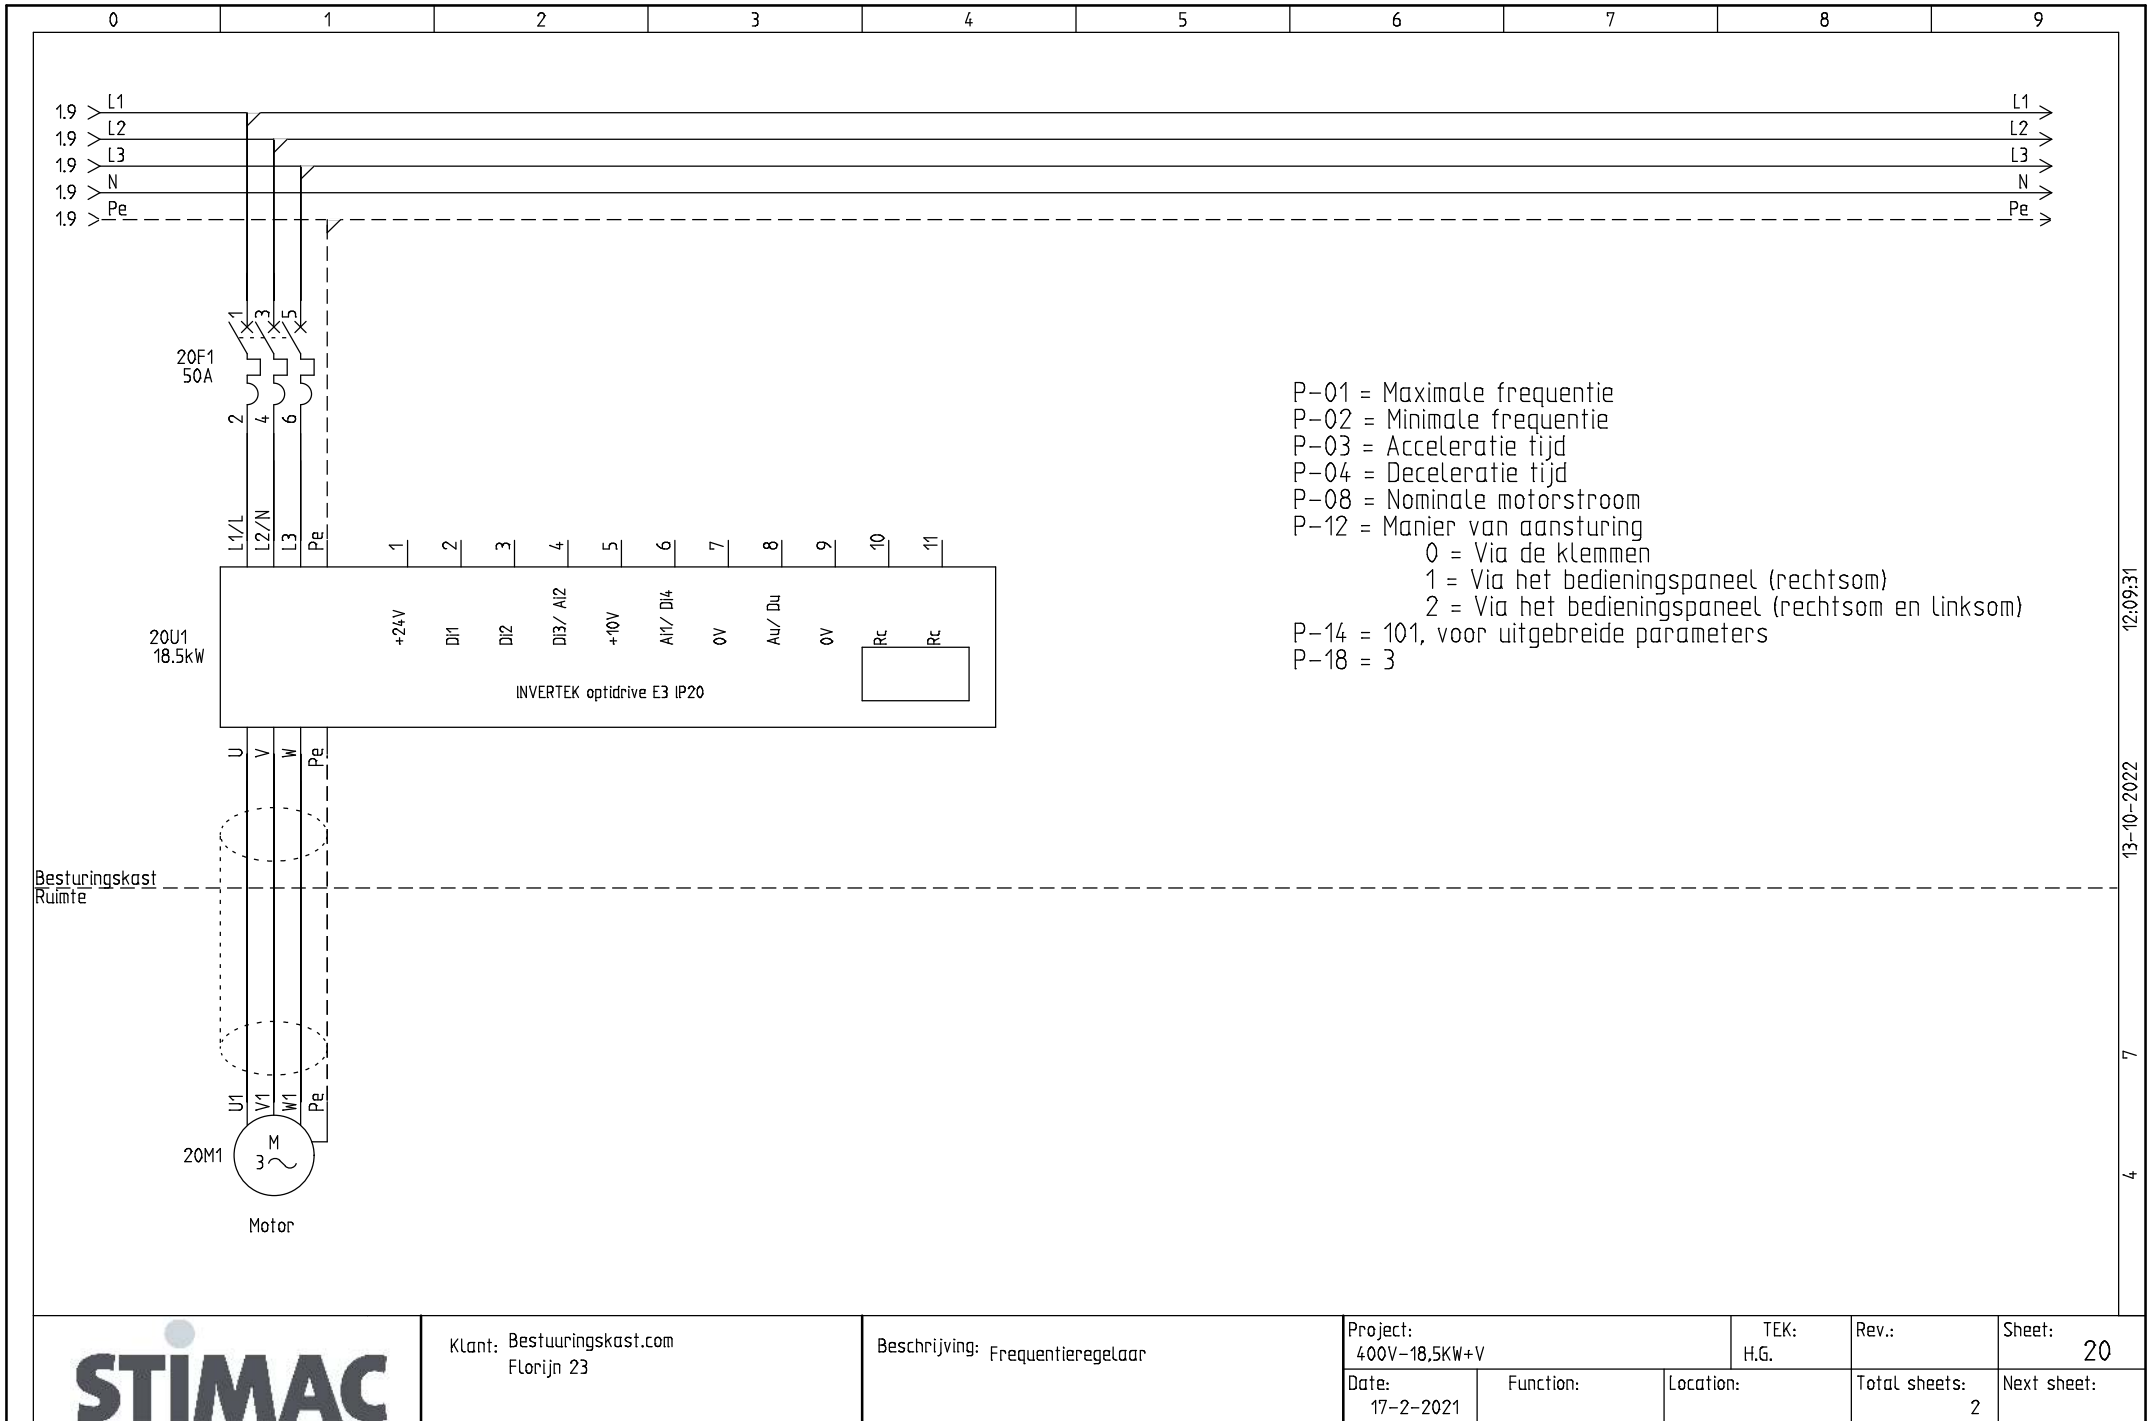 0 1 2 3 4 5 6 7 8 9
1.9 L1 L1
1.9 L2 L2
1.9 L3 L3
1.9 N N
1.9 Pe Pe
1 3 5
20F1
50A
2 4 6
P-01 = Maximale frequentie
P-02 = Minimale frequentie
P-03 = Acceleratie tijd
P-04 = Deceleratie tijd
P-08 = Nominale motorstroom
P-12 = Manier van aansturing
0 = Via de klemmen
1 = Via het bedieningspaneel (rechtsom)
2 = Via het bedieningspaneel (rechtsom en linksom)
P-14 = 101, voor uitgebreide parameters
P-18 = 3
L1/L L2/N L3 Pe 1 2 3 4 5 6 7 8 9 10 11
+24V DI1 Di2 DI3/ Ai2 +10V Ai1/ DI4 0V Au/ Du 0V Rc Rc
20U1
18.5kW
INVERTEK optidrive E3 IP20
U V W Pe
Besturingskast
Ruimte
U1 V1 W1 Pe
20M1
M
3
Motor
12:09:31
13-10-2022
7
4
STIMAC
Klant: Bestuuringskast.com
Florijn 23
Beschrijving: Frequentieregelaar
Project:
400V-18,5KW+V
TEK:
H.G.
Rev.:
Sheet:
20
Date:
17-2-2021
Function:
Location:
Total sheets:
2
Next sheet: